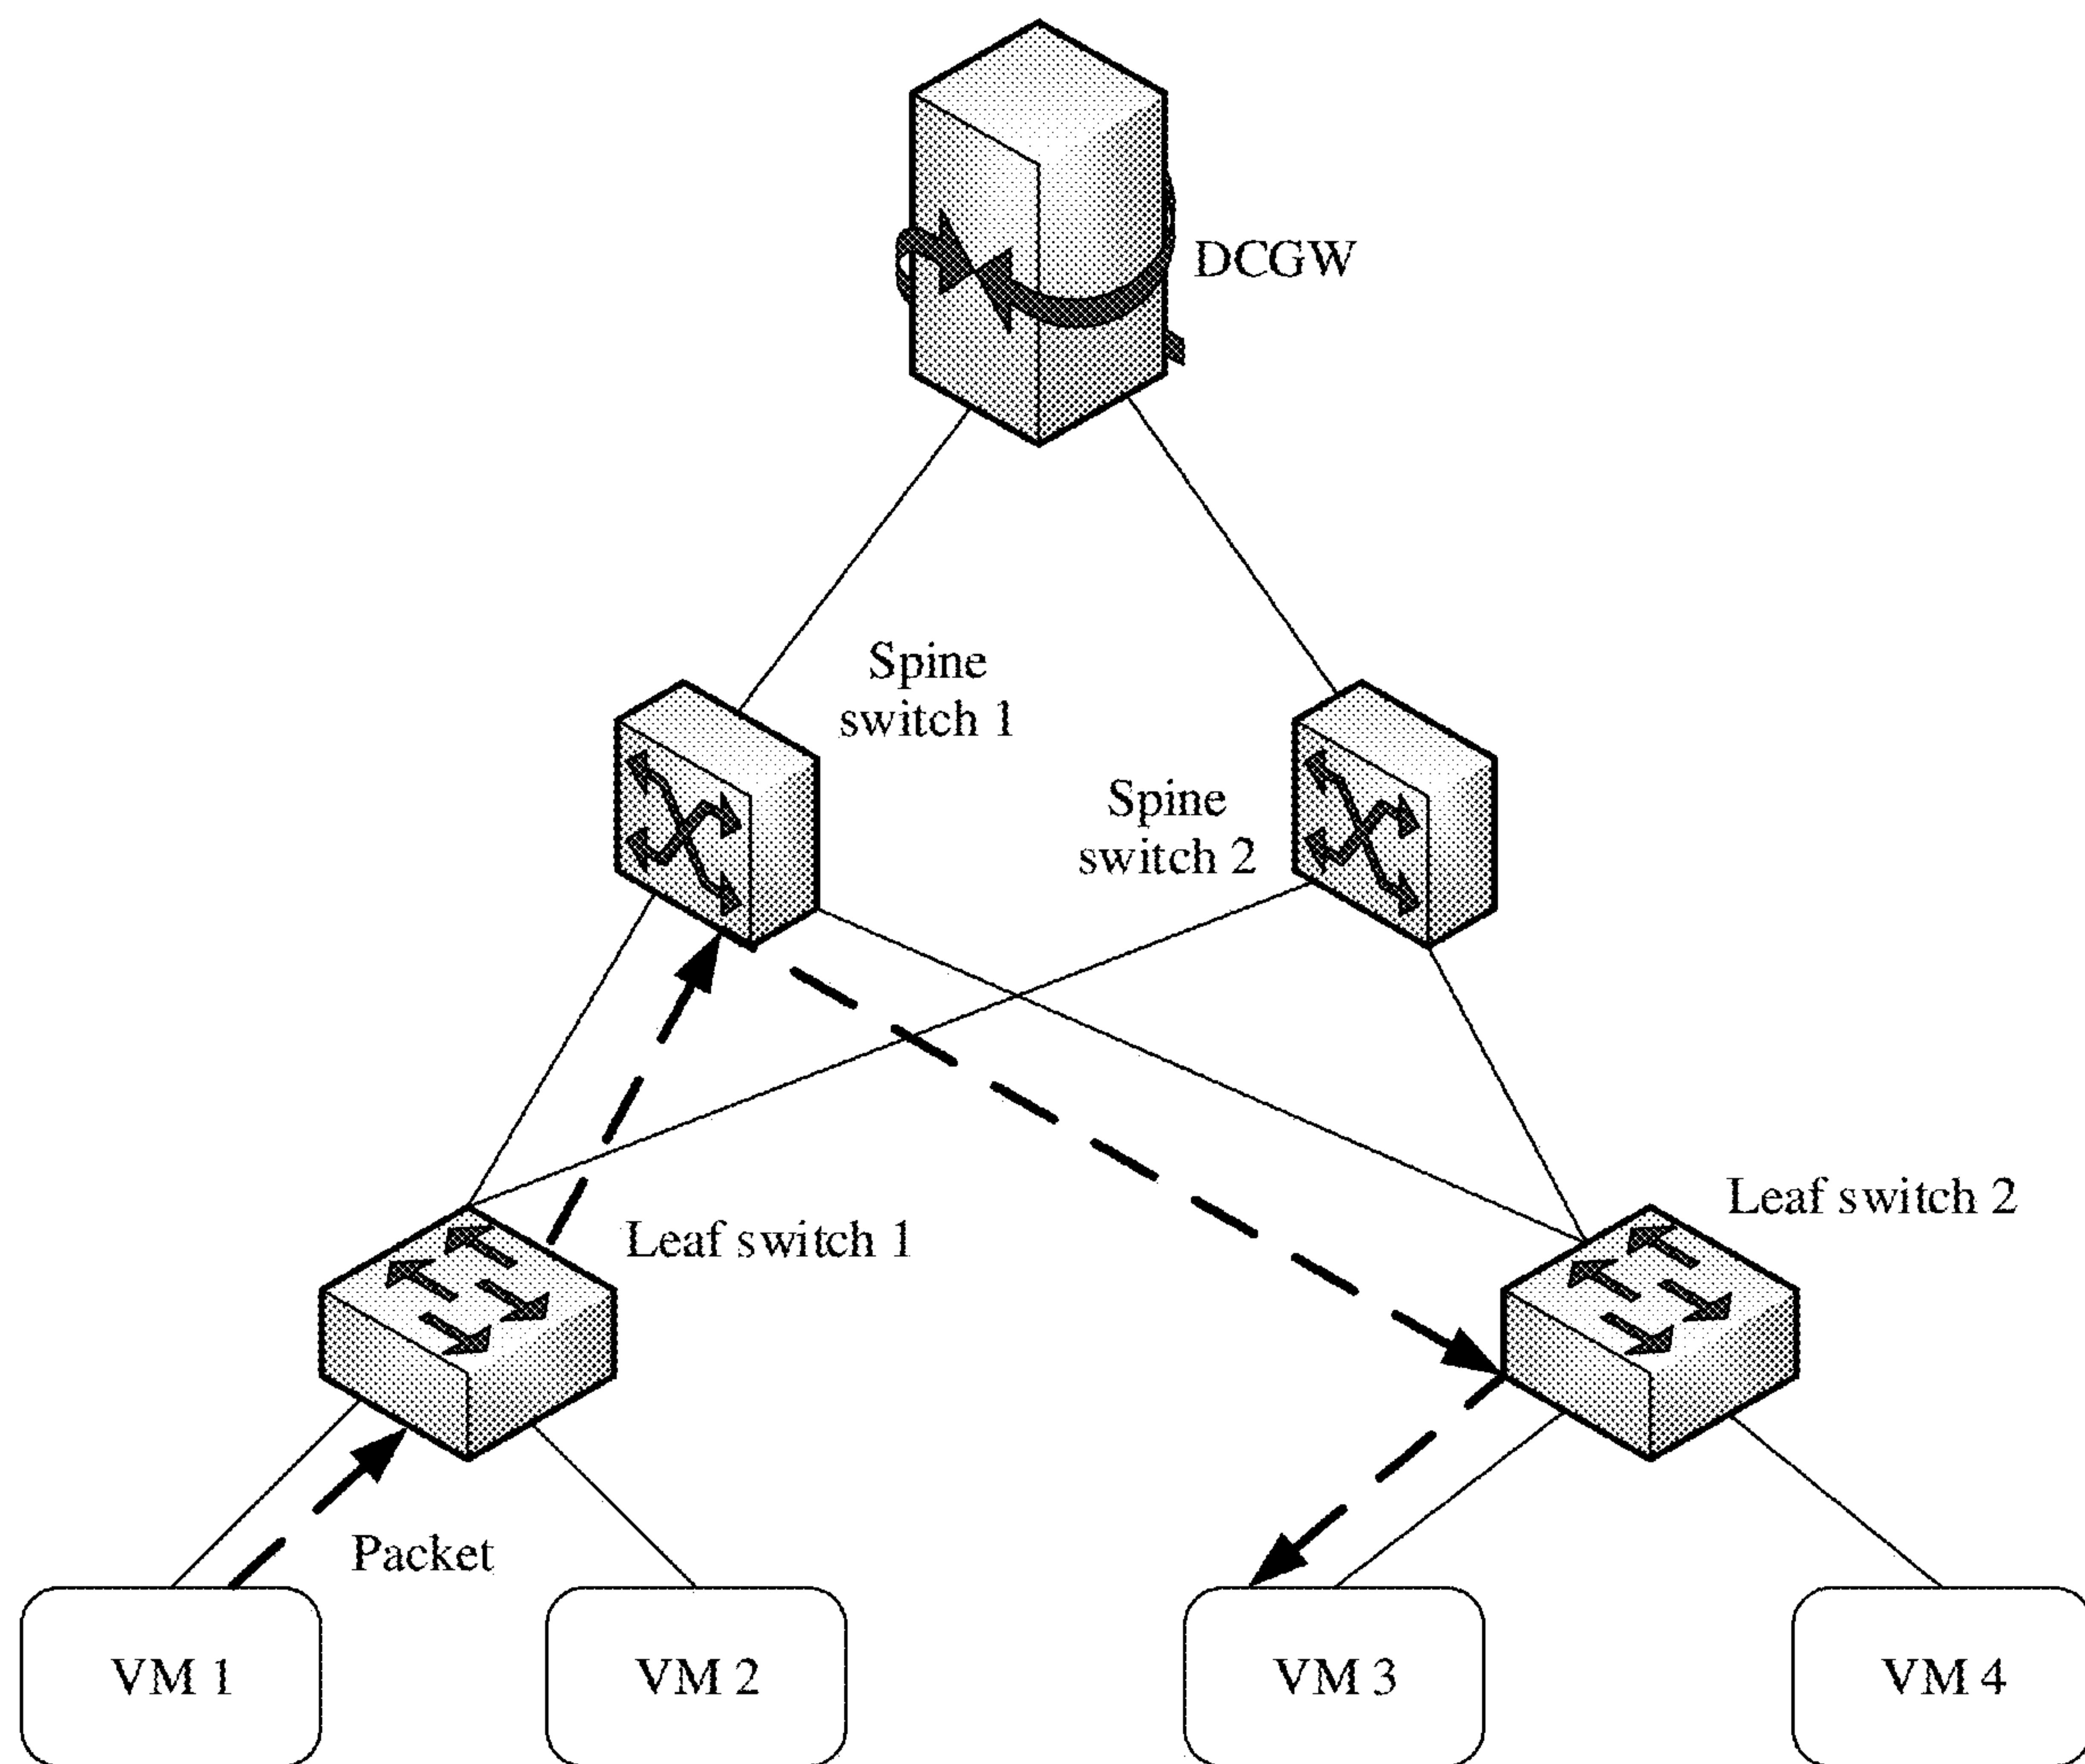 DCGW
Spine
switch 1
Spine
switch 2
Leaf switch 2
Leaf switch 1
Packet
VM 1
VM 2
VM 3
VM 4